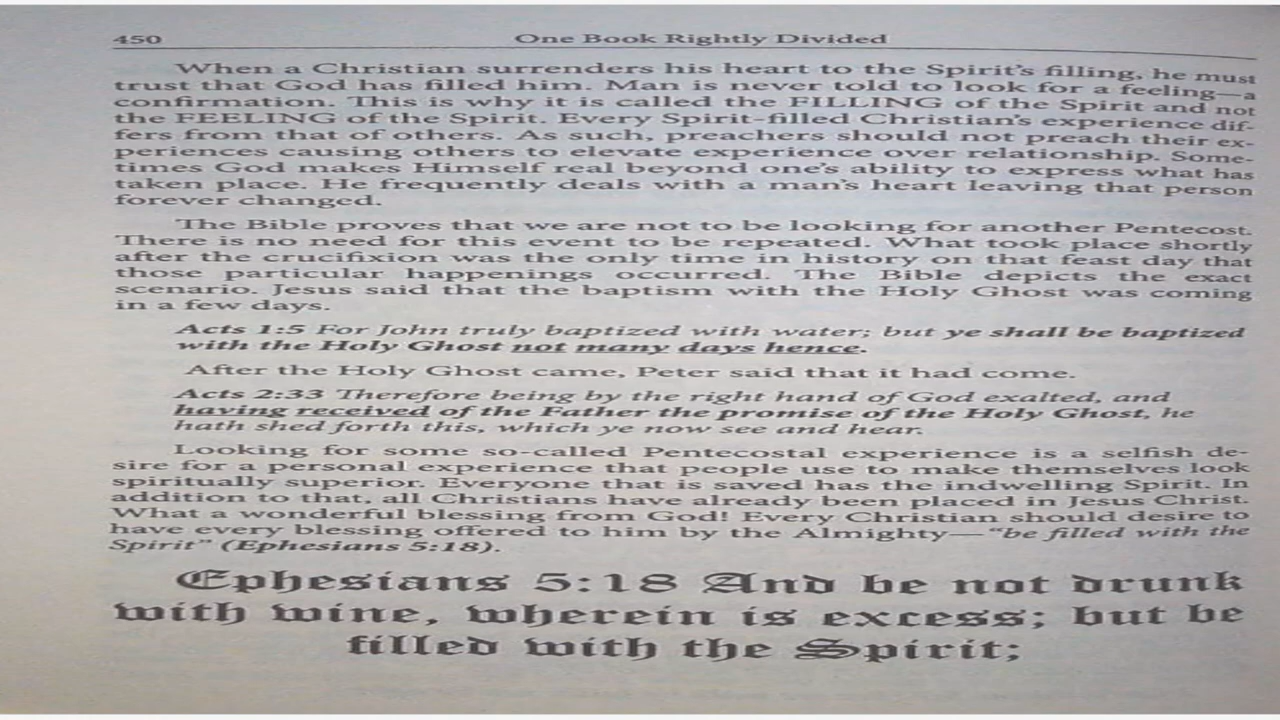 450
One Book Rightly Divided
When a Christian surrenders his heart to the Spirit's filling, he must
trust that God has filled him. Man is never told to look for a feeling—a
confirmation. This is why it is called the FILLING of the Spirit and not
the FEELING of the Spirit. Every Spirit-filled Christian's experience dif-
fers from that of others. As such, preachers should not preach their ex-
periences causing others to elevate experience over relationship. Some-
times God makes Himself real beyond one's ability to express what has
taken place. He frequently deals with a man's heart leaving that person
forever changed.
The Bible proves that we are not to be looking for another Pentecost.
There is no need for this event to be repeated. What took place shortly
after the crucifixion was the only time in history on that feast day that
those particular happenings occurred. The Bible depicts the exact
scenario. Jesus said that the baptism with the Holy Ghost was coming
in a few days.
Acts 1:5 For John truly baptized with water; but ye shall be baptized
with the Holy Ghost not many days hence.
After the Holy Ghost came, Peter said that it had come.
Acts 2:33 Therefore being by the right hand of God exalted, and
having received of the Father the promise of the Holy Ghost, he
hath shed forth this, which ye now see and hear.
Looking for some so-called Pentecostal experience is a selfish de-
sire for a personal experience that people use to make themselves look
spiritually superior. Everyone that is saved has the indwelling Spirit. In
addition to that, all Christians have already been placed in Jesus Christ.
What a wonderful blessing from God! Every Christian should desire to
have every blessing offered to him by the Almighty—"be filled with the
Spirit" (Ephesians 5:18).
Ephesians 5:18 And be not drunk
with wine, wherein is excess; but be
filled with the Spirit;